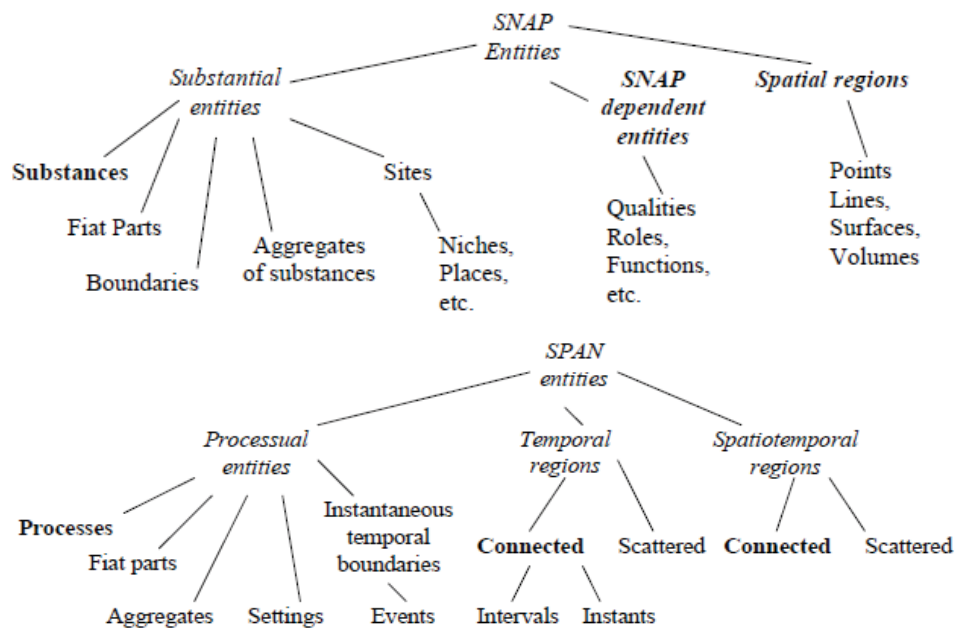 SNAP
Entities
Substantial
entities
SNAP
dependent
entities
Spatial regions
Substances
Sites
Points
Lines,
Surfaces,
Volumes
Fiat Parts
Qualities
Roles,
Functions,
etc.
Boundaries
Aggregates
of substances
Niches,
Places,
etc.
SPAN
entities
Processual
entities
Temporal
regions
Spatiotemporal
regions
Processes
Instantaneous
temporal
boundaries
Connected
Scattered
Connected
Scattered
Fiat parts
Aggregates
Settings
Events
Intervals
Instants